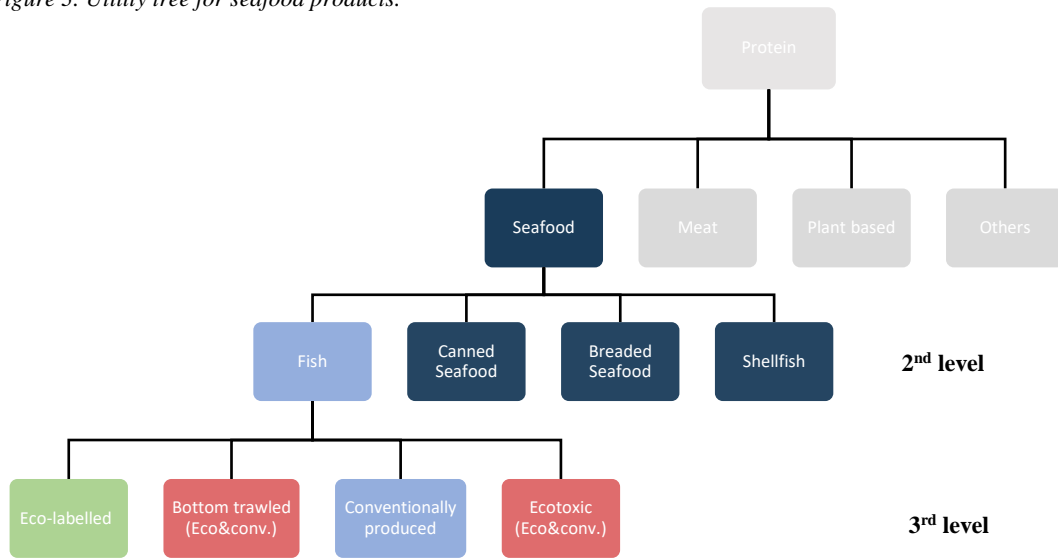 Figure 3. Utility tree for seafood products.
Protein
Seafood
Meat
Plant based
Others
Fish
Canned
Seafood
Breaded
Seafood
Shellfish
2nd level
Eco-labelled
Bottom trawled
(Eco&conv.)
Conventionally
produced
Ecotoxic
(Eco&conv.)
3rd level